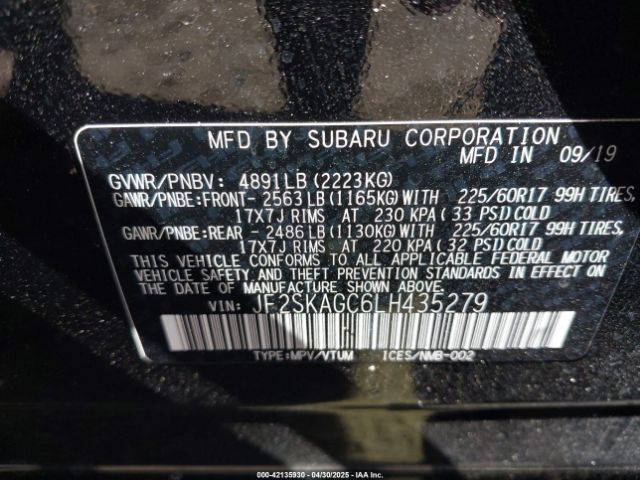 MFD BY SUBARU CORPORATION
MFD IN 09/19
GVWR/PNBV: 4891LB (2223KG)
GAWR/PNBE:FRONT- 2563 LB (1165KG) WITH 225/60R17 99H TIRES,
17X7J RIMS AT 230 KPA (33 PSI) COLD
GAWR/PNBE:REAR - 2486 LB (1130KG) WITH 225/60R17 99H TIRES,
17X7J RIMS AT 220 KPA (32 PSI) COLD
THIS VEHICLE CONFORMS TO ALL APPLICABLE FEDERAL MOTOR
VEHICLE SAFETY AND THEFT PREVENTION STANDARDS IN EFFECT
ON THE DATE OF MANUFACTURE SHOWN ABOVE.
VIN: JF2SKAGC6LH435279
TYPE:MPV/VTUM ICES/NMB-002
000-42135930 - 04/30/2025 - IAA Inc.